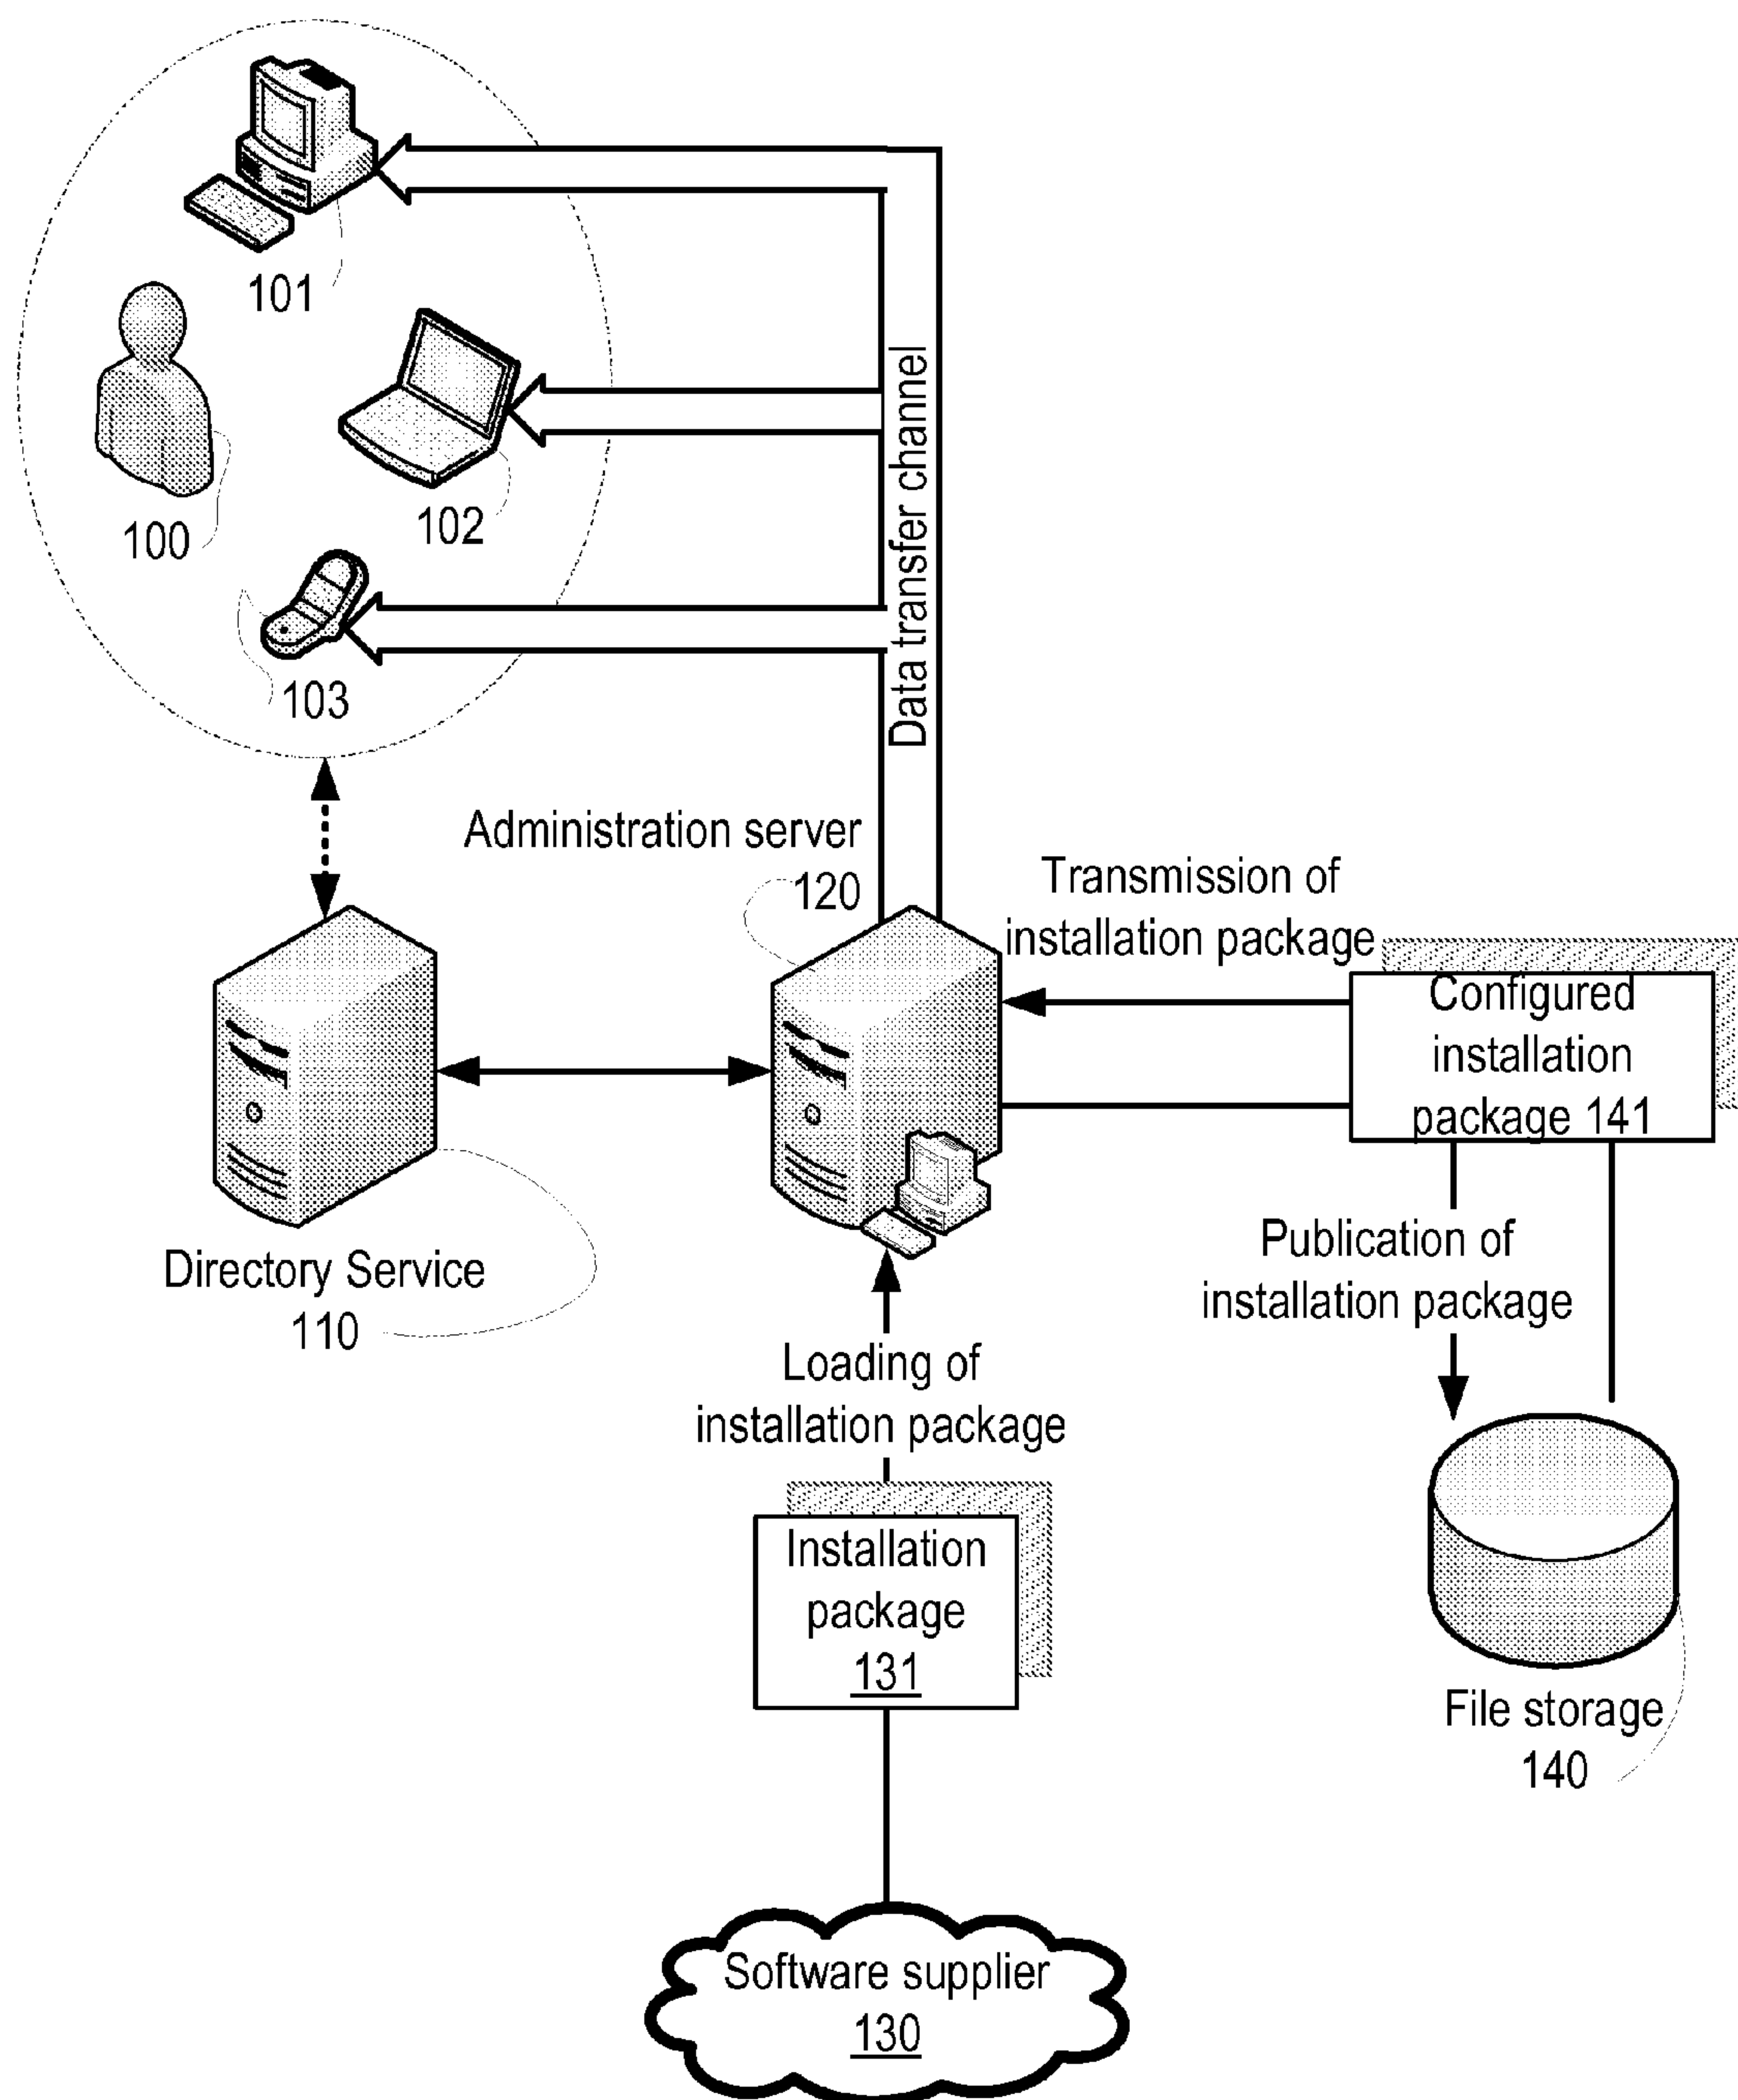 101
100
102
103
Data transfer channel
Administration server
120
Transmission of
installation package
Configured
installation
package 141
Directory Service
110
Publication of
installation package
Loading of
installation package
Installation
package
131
File storage
140
Software supplier
130